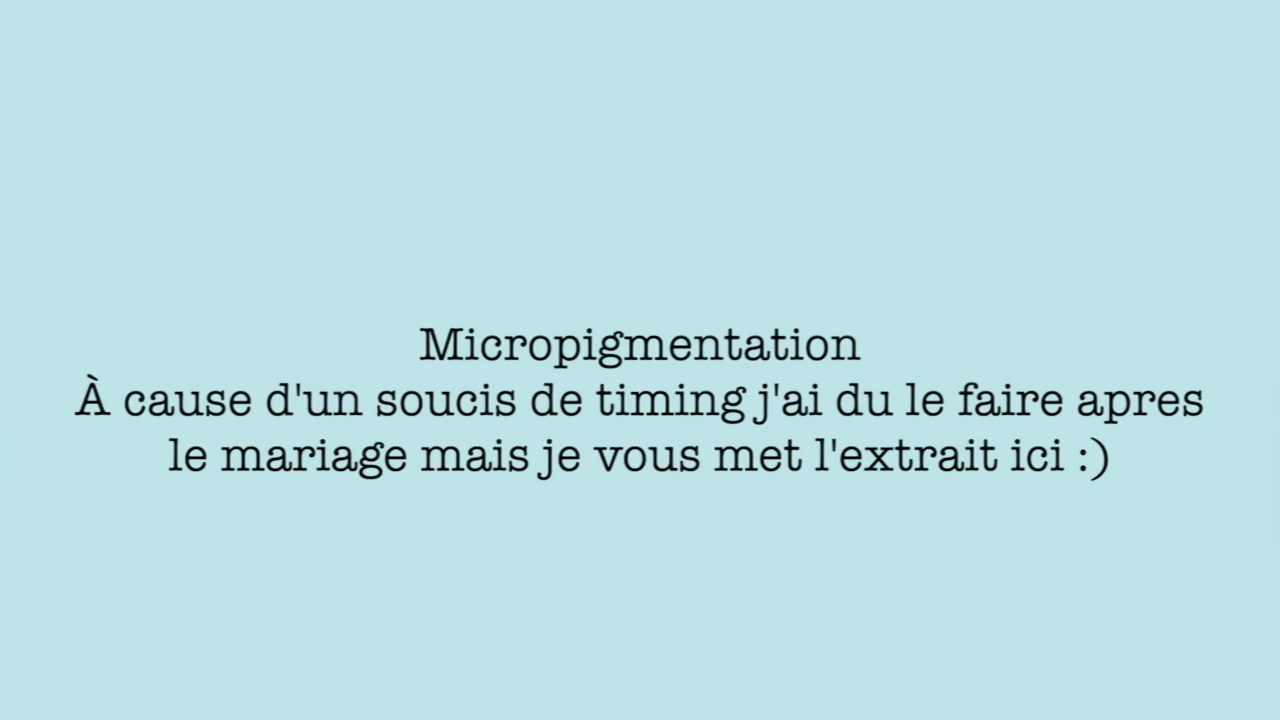 Micropigmentation
À cause d'un soucis de timing j'ai du le faire apres
le mariage mais je vous met l'extrait ici :)